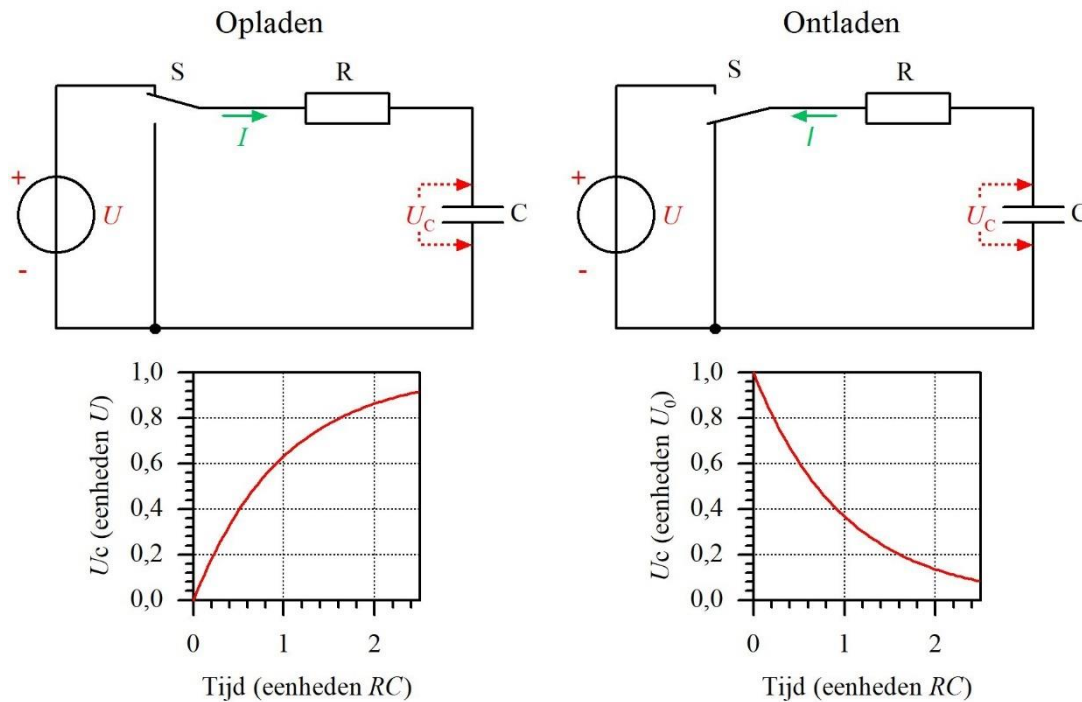 Opladen
S
R
I
+
U
-
U_C
C
1,0
0,8
0,6
0,4
0,2
0,0
Uc (eenheden U)
0 1 2
Tijd (eenheden RC)
Ontladen
S
R
I
+
U
-
U_C
C
1,0
0,8
0,6
0,4
0,2
0,0
Uc (eenheden U₀)
0 1 2
Tijd (eenheden RC)